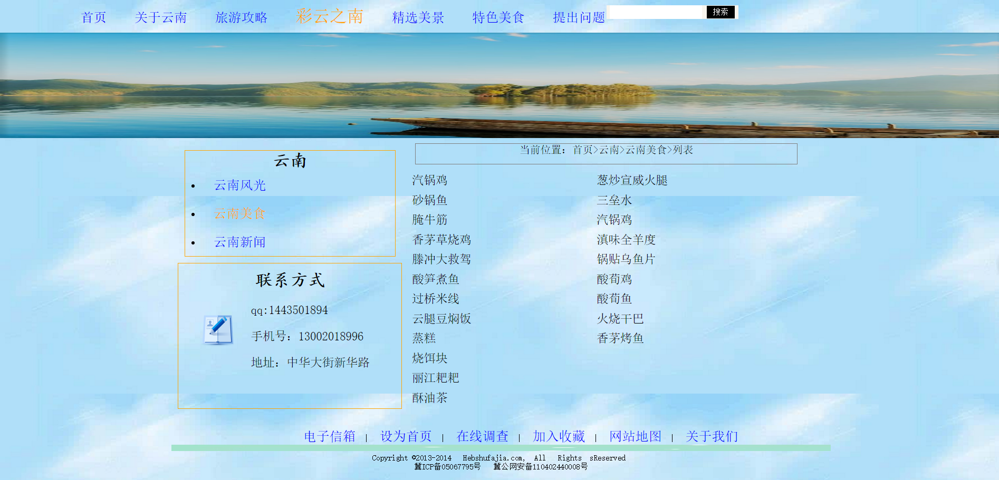 首页 关于云南 旅游攻略 彩云之南 精选美景 特色美食 提出问题 搜索
当前位置：首页>云南>云南美食>列表
云南
云南风光
云南美食
云南新闻
联系方式
qq:1443501894
手机号：13002018996
地址：中华大街新华路
汽锅鸡 葱炒宣威火腿
砂锅鱼 三垒水
腌牛筋 汽锅鸡
香茅草烧鸡 滇味全羊度
滕冲大救驾 锅贴乌鱼片
酸笋煮鱼 酸荀鸡
过桥米线 酸荀鱼
云腿豆焖饭 火烧干巴
蒸糕 香茅烤鱼
烧饵块
丽江耙耙
酥油茶
电子信箱 | 设为首页 | 在线调查 | 加入收藏 | 网站地图 | 关于我们
Copyright ©2013-2014 Hebshufajia.com, All Rights sReserved
冀ICP备05067795号 冀公网安备110402440008号